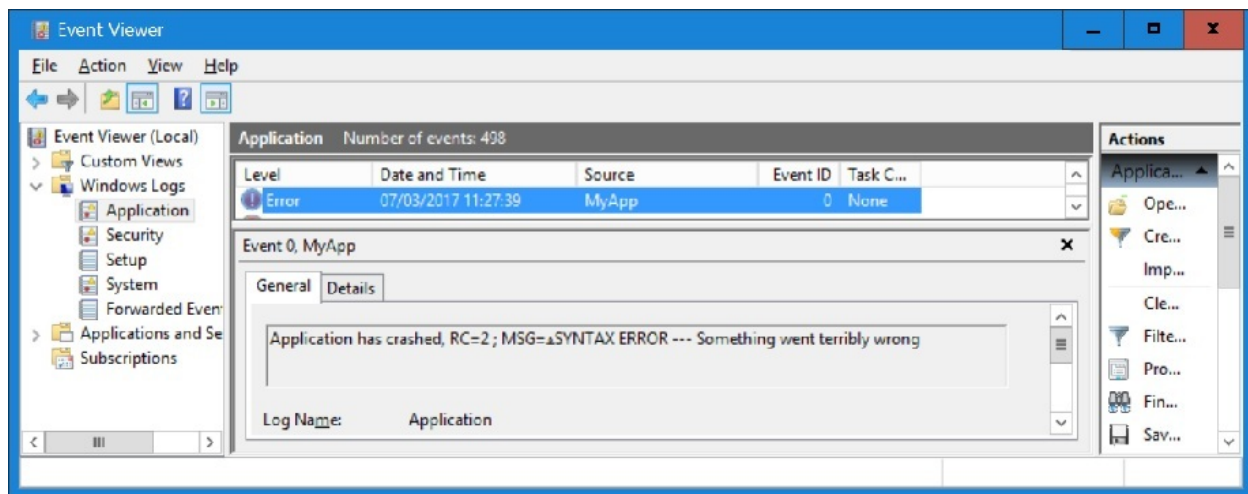 Event Viewer
File Action View Help
Event Viewer (Local)
Custom Views
Windows Logs
Application
Security
Setup
System
Forwarded Even
Applications and Se
Subscriptions
Application Number of events: 498
Level Date and Time Source Event ID Task C...
Error 07/03/2017 11:27:39 MyApp 0 None
Event 0, MyApp
General Details
Application has crashed, RC=2 ; MSG=▲SYNTAX ERROR --- Something went terribly wrong
Log Name: Application
Actions
Applica...
Ope...
Cre...
Imp...
Cle...
Filte...
Pro...
Fin...
Sav...